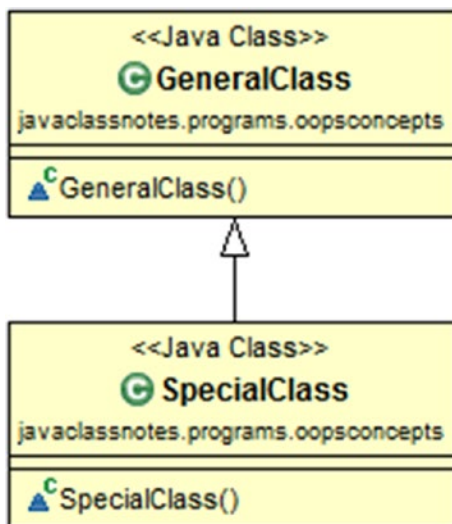 <<Java Class>>
C GeneralClass
javaclassnotes.programs.oopsconcepts
C GeneralClass()
<<Java Class>>
C SpecialClass
javaclassnotes.programs.oopsconcepts
C SpecialClass()